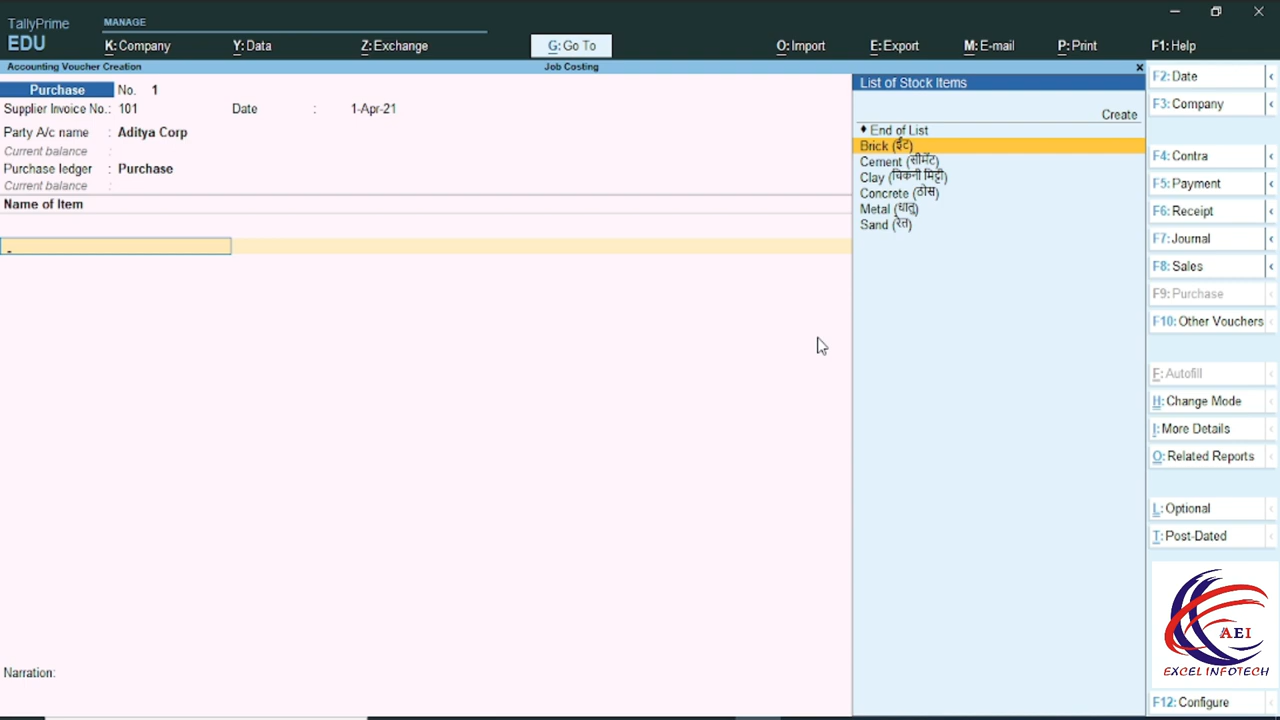 TallyPrime
EDU
MANAGE
K: Company
Y: Data
Z: Exchange
G: Go To
O: Import
E: Export
M: E-mail
P: Print
F1: Help
Accounting Voucher Creation
Job Costing
Purchase No. 1
Supplier Invoice No.: 101 Date : 1-Apr-21
Party A/c name : Aditya Corp
Current balance :
Purchase ledger : Purchase
Current balance :
Name of Item
List of Stock Items
Create
♦ End of List
Brick (ईंट)
Cement (सीमेंट)
Clay (चिकनी मिट्टी)
Concrete (ठोस)
Metal (धातु)
Sand (रेत)
F2: Date
F3: Company
F4: Contra
F5: Payment
F6: Receipt
F7: Journal
F8: Sales
F9: Purchase
F10: Other Vouchers
F: Autofill
H: Change Mode
I: More Details
O: Related Reports
L: Optional
T: Post-Dated
AEI
EXCEL INFOTECH
F12: Configure
Narration: